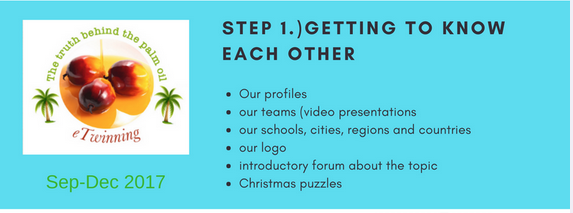 The truth behind the palm oil
eTwinning
Sep-Dec 2017
STEP 1.)GETTING TO KNOW
EACH OTHER
• Our profiles
• our teams (video presentations
• our schools, cities, regions and countries
• our logo
• introductory forum about the topic
• Christmas puzzles